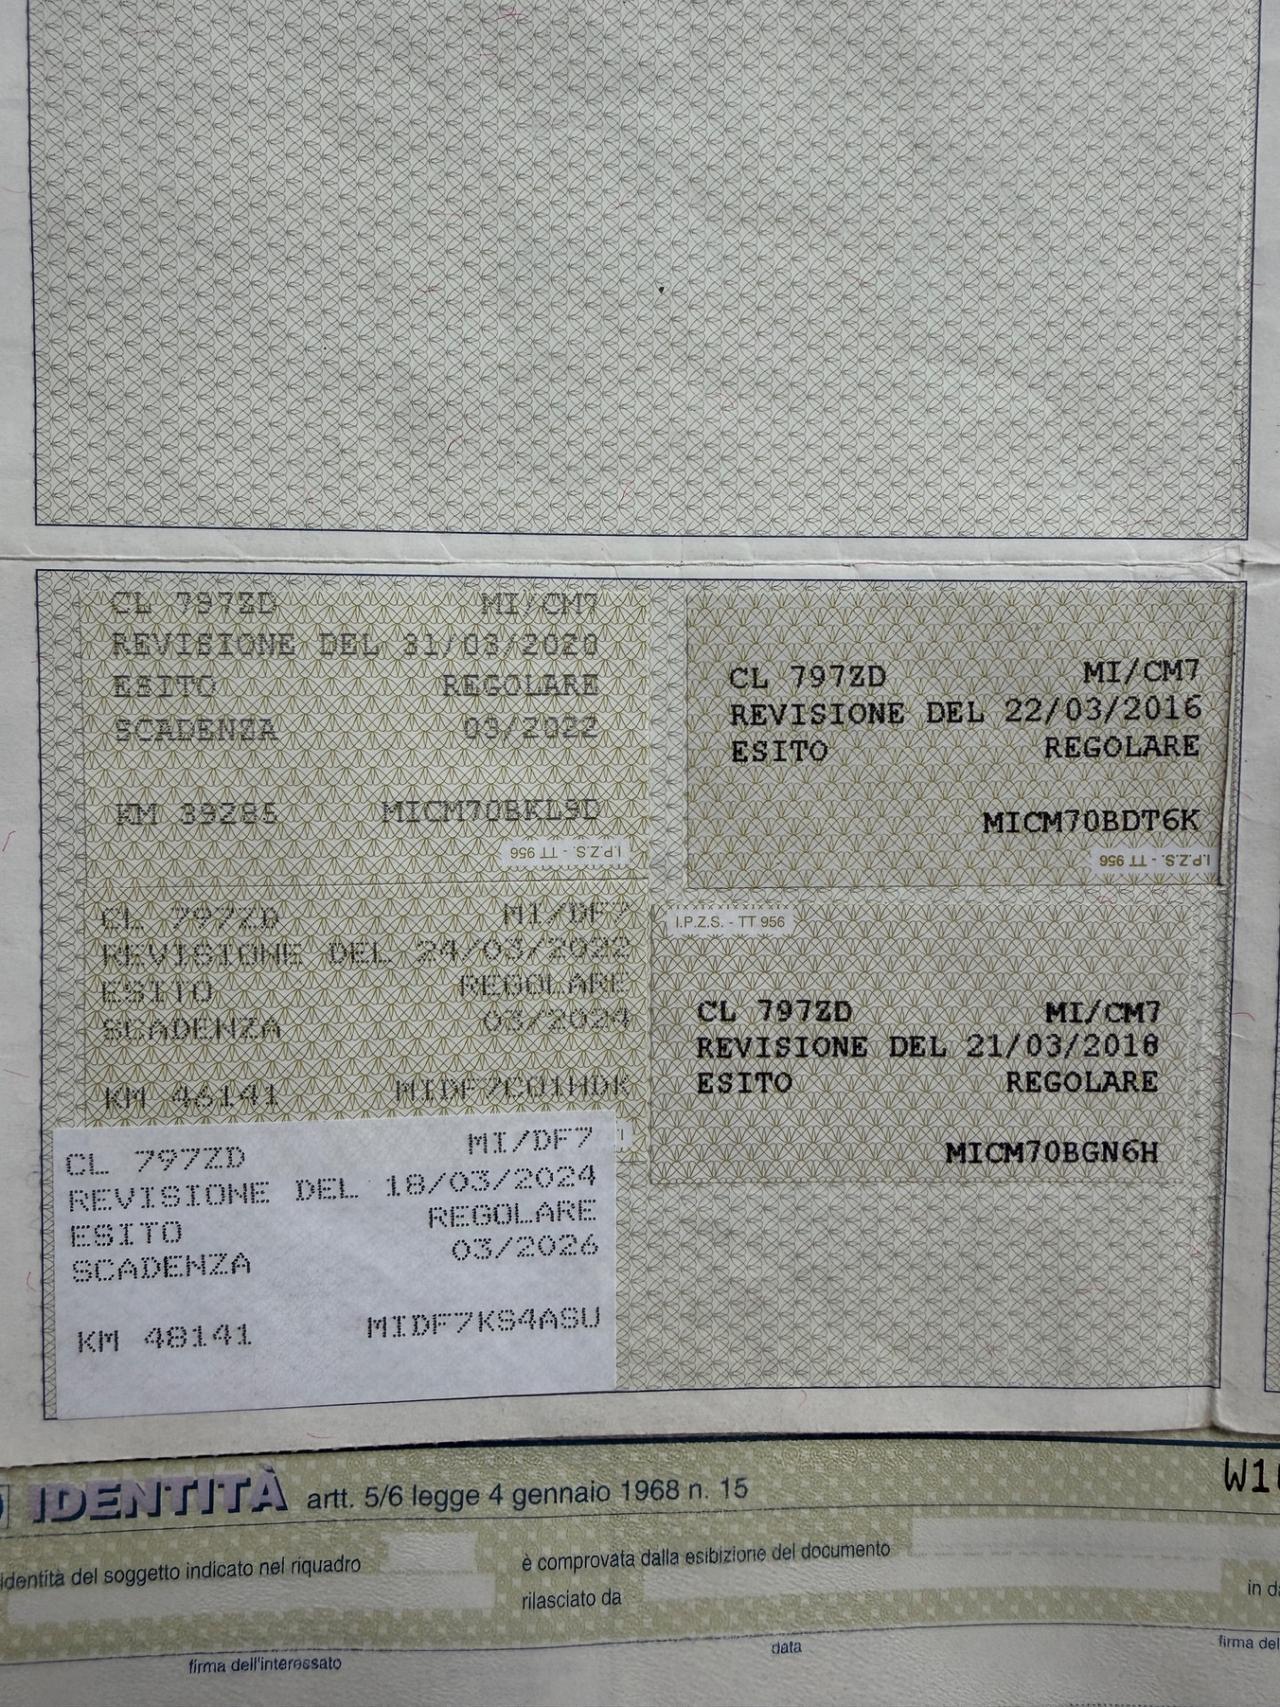 CL 797ZD MI/CM7
REVISIONE DEL 31/03/2020
ESITO REGOLARE
SCADENZA 03/2022
KM 39285 MICM70BKL9D
I.P.Z.S. - TT 956
CL 797ZD MI/DF7
REVISIONE DEL 24/03/2022
ESITO REGOLARE
SCADENZA 03/2024
KM 46141 MIDF7C01HDK
CL 797ZD MI/DF7
REVISIONE DEL 18/03/2024
ESITO REGOLARE
SCADENZA 03/2026
KM 48141 MIDF7KS4ASU
CL 797ZD MI/CM7
REVISIONE DEL 22/03/2016
ESITO REGOLARE
MICM70BDT6K
I.P.Z.S. - TT 956
I.P.Z.S. - TT 956
CL 797ZD MI/CM7
REVISIONE DEL 21/03/2018
ESITO REGOLARE
MICM70BGN6H
IDENTITÀ artt. 5/6 legge 4 gennaio 1968 n. 15
identità del soggetto indicato nel riquadro è comprovata dalla esibizione del documento
rilasciato da in
firma dell'interessato data firma del